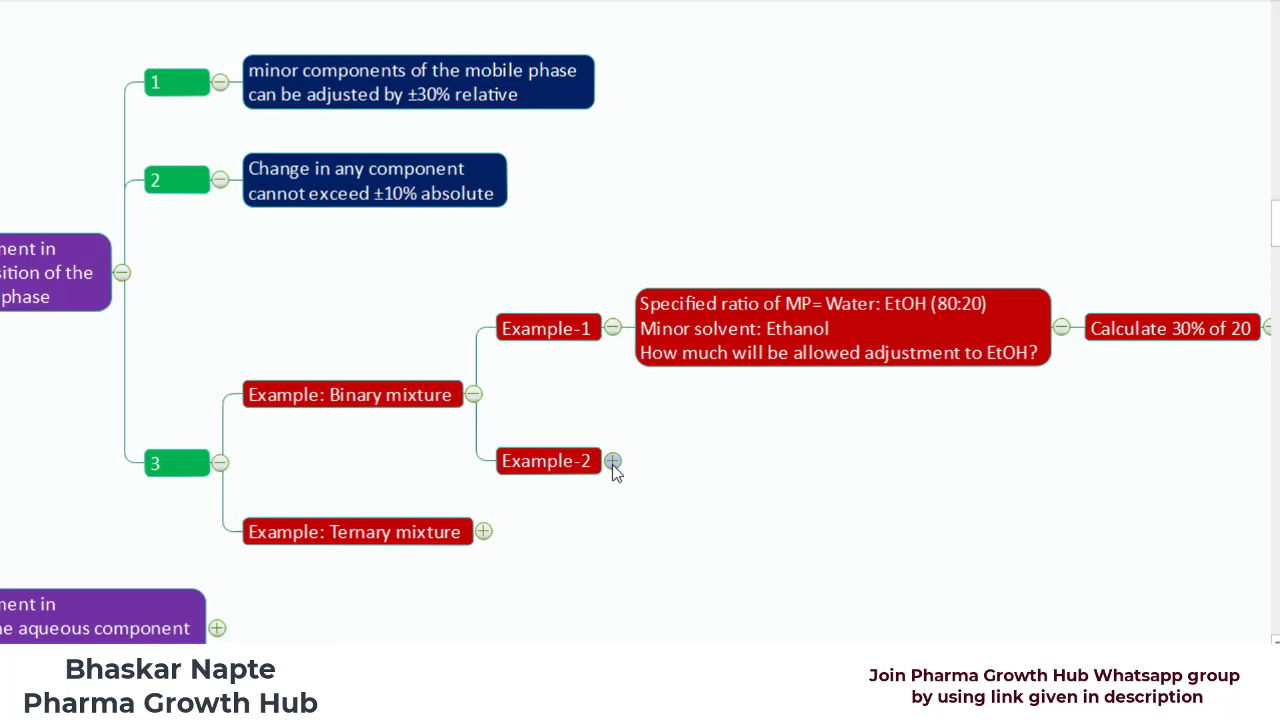 1
minor components of the mobile phase
can be adjusted by ±30% relative
2
Change in any component
cannot exceed ±10% absolute
ment in
sition of the
phase
Example-1
Specified ratio of MP= Water: EtOH (80:20)
Minor solvent: Ethanol
How much will be allowed adjustment to EtOH?
Calculate 30% of 20
Example: Binary mixture
3
Example-2
Example: Ternary mixture
ment in
he aqueous component
Bhaskar Napte
Pharma Growth Hub
Join Pharma Growth Hub Whatsapp group
by using link given in description